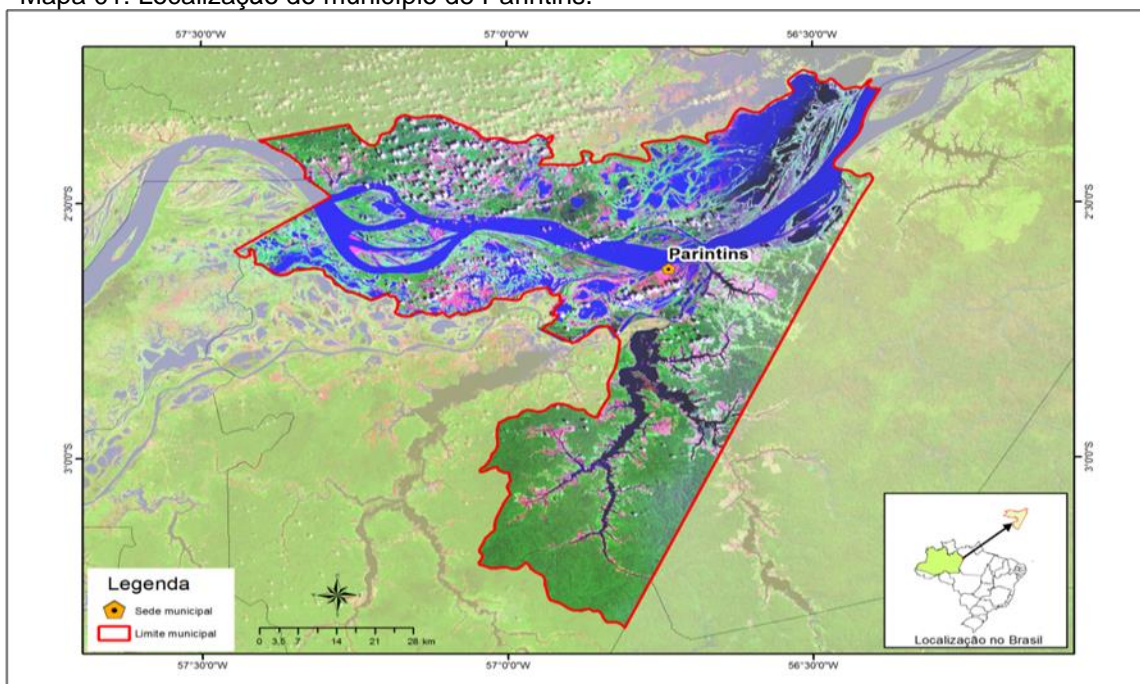 Mapa 01: Localização do município de Parintins.
57°30'0"W 57°0'0"W 56°30'0"W
2°30'S 2°30'S
Parintins
3°0'0"S 3°0'0"S
Legenda
Sede municipal
Limite municipal
0 3.5 7 14 21 28 km
Localização no Brasil
57°30'0"W 57°0'0"W 56°30'0"W